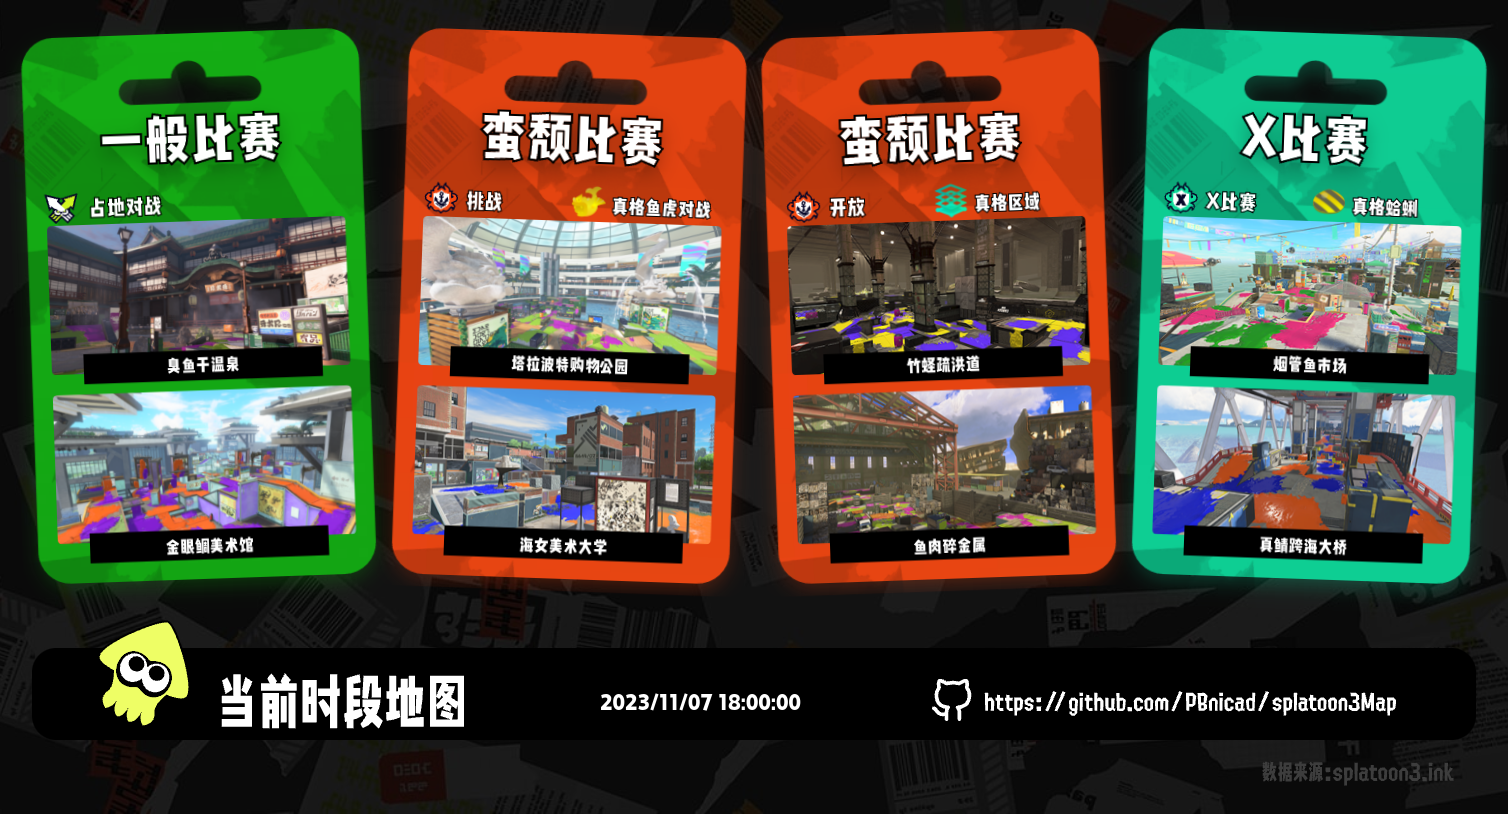 一般比赛
占地对战
臭鱼干温泉
金眼鲷美术馆
蛮颓比赛
挑战
真格鱼虎对战
塔拉波特购物公园
海女美术大学
蛮颓比赛
开放
真格区域
竹蛏疏洪道
鱼肉碎金属
X比赛
X比赛
真格蛤蜊
烟管鱼市场
真鲭跨海大桥
当前时段地图
2023/11/07 18:00:00
https://github.com/PBnicad/splatoon3Map
数据来源:splatoon3.ink